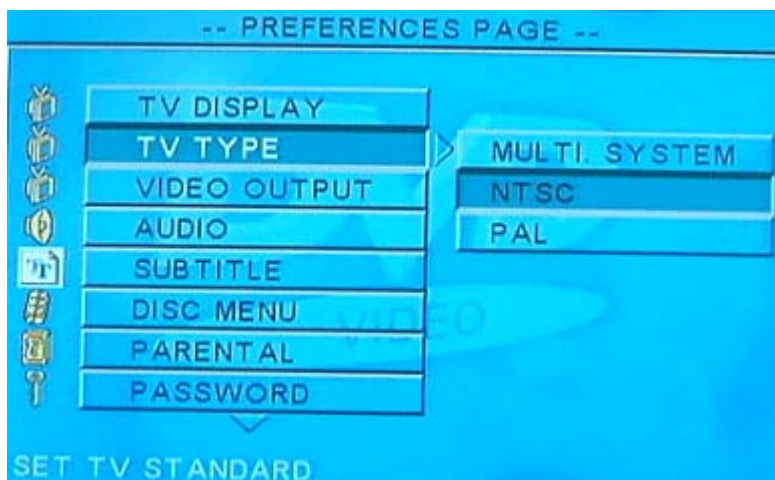 -- PREFERENCES PAGE --
TV DISPLAY
TV TYPE
VIDEO OUTPUT
AUDIO
SUBTITLE
DISC MENU
PARENTAL
PASSWORD
MULTI. SYSTEM
NTSC
PAL
VIDEO
SET TV STANDARD